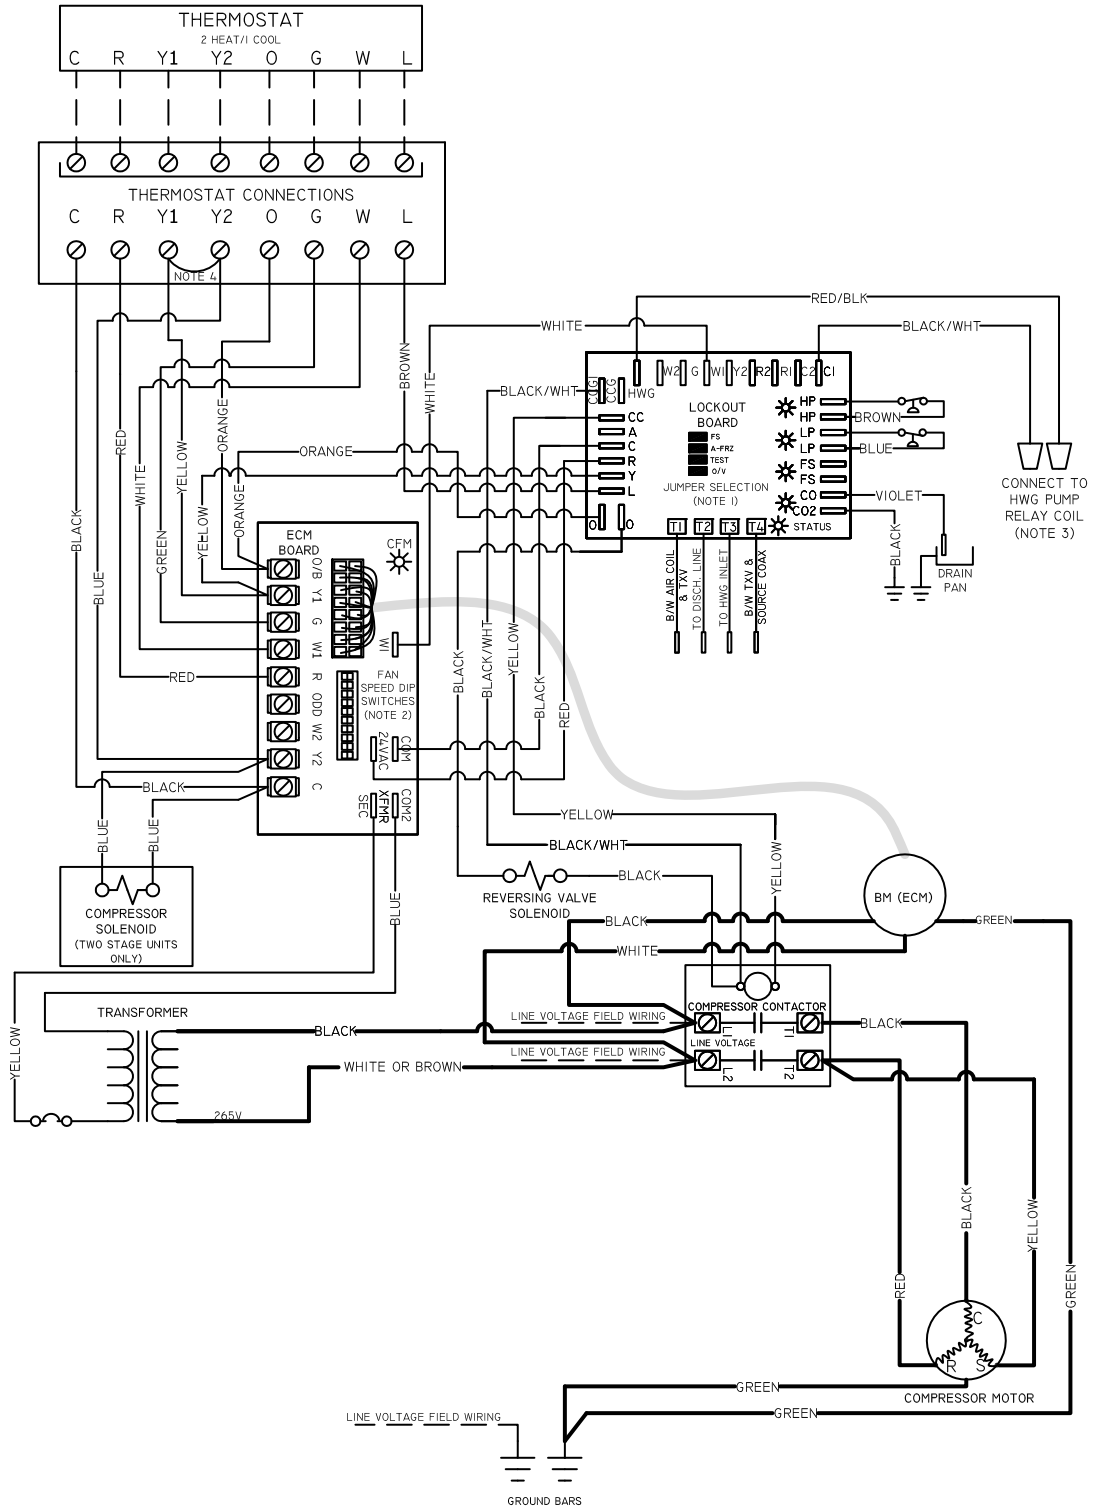 THERMOSTAT
2 HEAT/1 COOL
C R Y1 Y2 O G W L
THERMOSTAT CONNECTIONS
C R Y1 Y2 O G W L
NOTE 4
RED/BLK
WHITE
BLACK/WHT
BROWN
WHITE
BLACK/WHT
CCG1
CCG
HWG
W2 G W1 Y2 R2 R1 C2 C1
LOCKOUT
BOARD
FS
A-FRZ
TEST
O/V
JUMPER SELECTION
(NOTE 1)
CC
A
C
R
Y
L
O
O
HP
HP
LP
LP
FS
FS
CO
CO2
STATUS
T1 T2 T3 T4
BROWN
BLUE
VIOLET
BLACK
DRAIN
PAN
CONNECT TO
HWG PUMP
RELAY COIL
(NOTE 3)
B/W AIR COIL
& TXV
TO DISCH. LINE
TO HWG INLET
B/W TXV &
SOURCE COAX
ORANGE
RED
ORANGE
YELLOW
WHITE
ORANGE
YELLOW
GREEN
BLACK
BLUE
ECM
BOARD
CFM
O/B
Y1
G
W1
R
ODD
W2
Y2
C
W1
FAN
SPEED DIP
SWITCHES
(NOTE 2)
24VAC
COM
SEC
XFMR
COM2
RED
BLACK
BLUE
BLUE
COMPRESSOR
SOLENOID
(TWO STAGE UNITS
ONLY)
BLUE
BLACK
BLACK/WHT
YELLOW
BLACK
RED
YELLOW
BLACK/WHT
YELLOW
REVERSING VALVE
SOLENOID
BLACK
BM (ECM)
BLACK
GREEN
WHITE
COMPRESSOR CONTACTOR
LINE VOLTAGE
L1
T1
L2
T2
LINE VOLTAGE FIELD WIRING
LINE VOLTAGE FIELD WIRING
TRANSFORMER
YELLOW
BLACK
WHITE OR BROWN
265V
BLACK
BLACK
YELLOW
RED
GREEN
C
R
S
COMPRESSOR MOTOR
GREEN
GREEN
LINE VOLTAGE FIELD WIRING
GROUND BARS